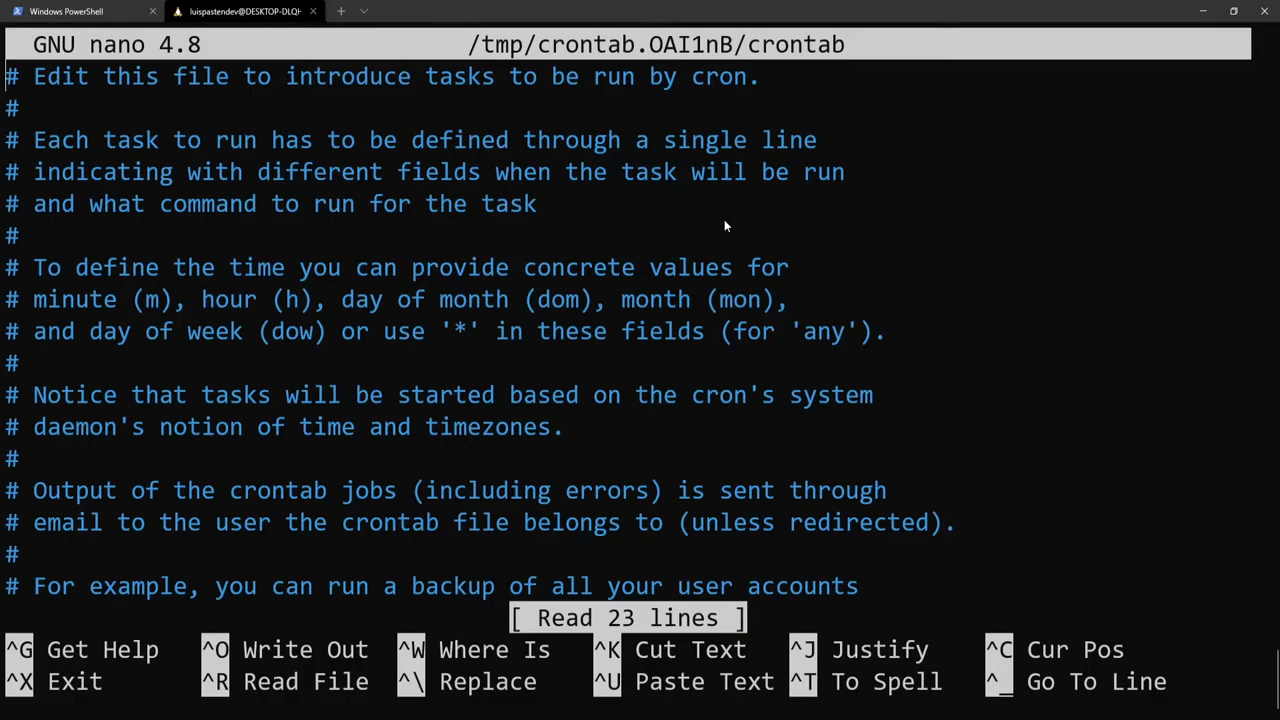 Windows PowerShell
luispastendev@DESKTOP-DLQH
GNU nano 4.8 /tmp/crontab.OAI1nB/crontab
# Edit this file to introduce tasks to be run by cron.
#
# Each task to run has to be defined through a single line
# indicating with different fields when the task will be run
# and what command to run for the task
#
# To define the time you can provide concrete values for
# minute (m), hour (h), day of month (dom), month (mon),
# and day of week (dow) or use '*' in these fields (for 'any').
#
# Notice that tasks will be started based on the cron's system
# daemon's notion of time and timezones.
#
# Output of the crontab jobs (including errors) is sent through
# email to the user the crontab file belongs to (unless redirected).
#
# For example, you can run a backup of all your user accounts
[ Read 23 lines ]
^G Get Help ^O Write Out ^W Where Is ^K Cut Text ^J Justify ^C Cur Pos
^X Exit ^R Read File ^\ Replace ^U Paste Text ^T To Spell ^_ Go To Line